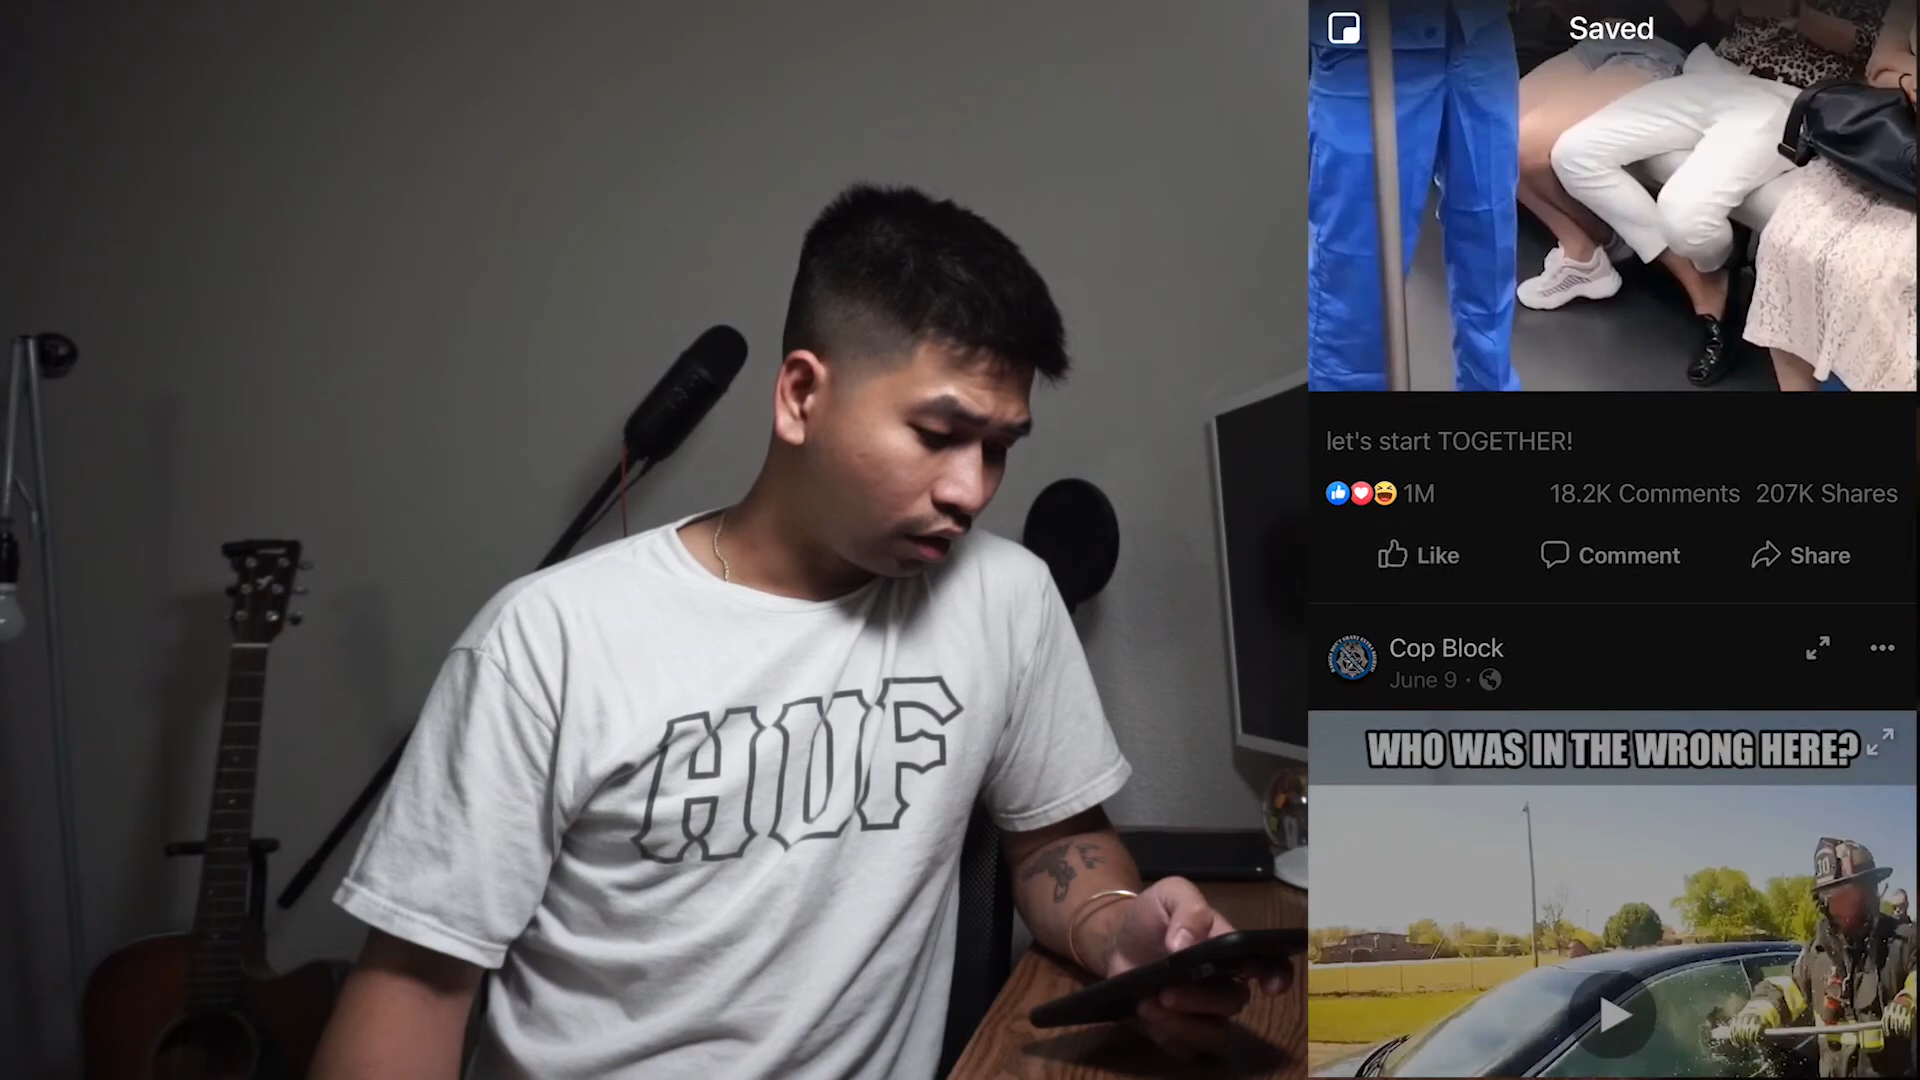 Saved
let's start TOGETHER!
1M
18.2K Comments 207K Shares
Like
Comment
Share
Cop Block
June 9 ·
WHO WAS IN THE WRONG HERE?
HUF
10